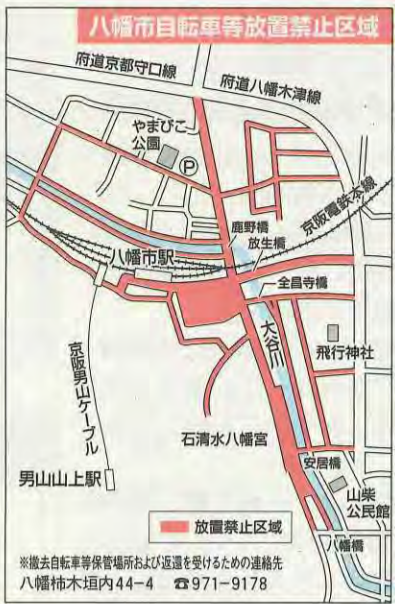 八幡市自転車等放置禁止区域
府道京都守口線
府道八幡木津線
やまびこ
公園
P
京阪電鉄本線
鹿野橋
放生橋
八幡市駅
全昌寺橋
大谷川
飛行神社
京阪男山ケーブル
石清水八幡宮
男山山上駅
安居橋
山柴
公民館
八幡橋
放置禁止区域
※撤去自転車等保管場所および返還を受けるための連絡先
八幡柿木垣内44-4 ☎971-9178